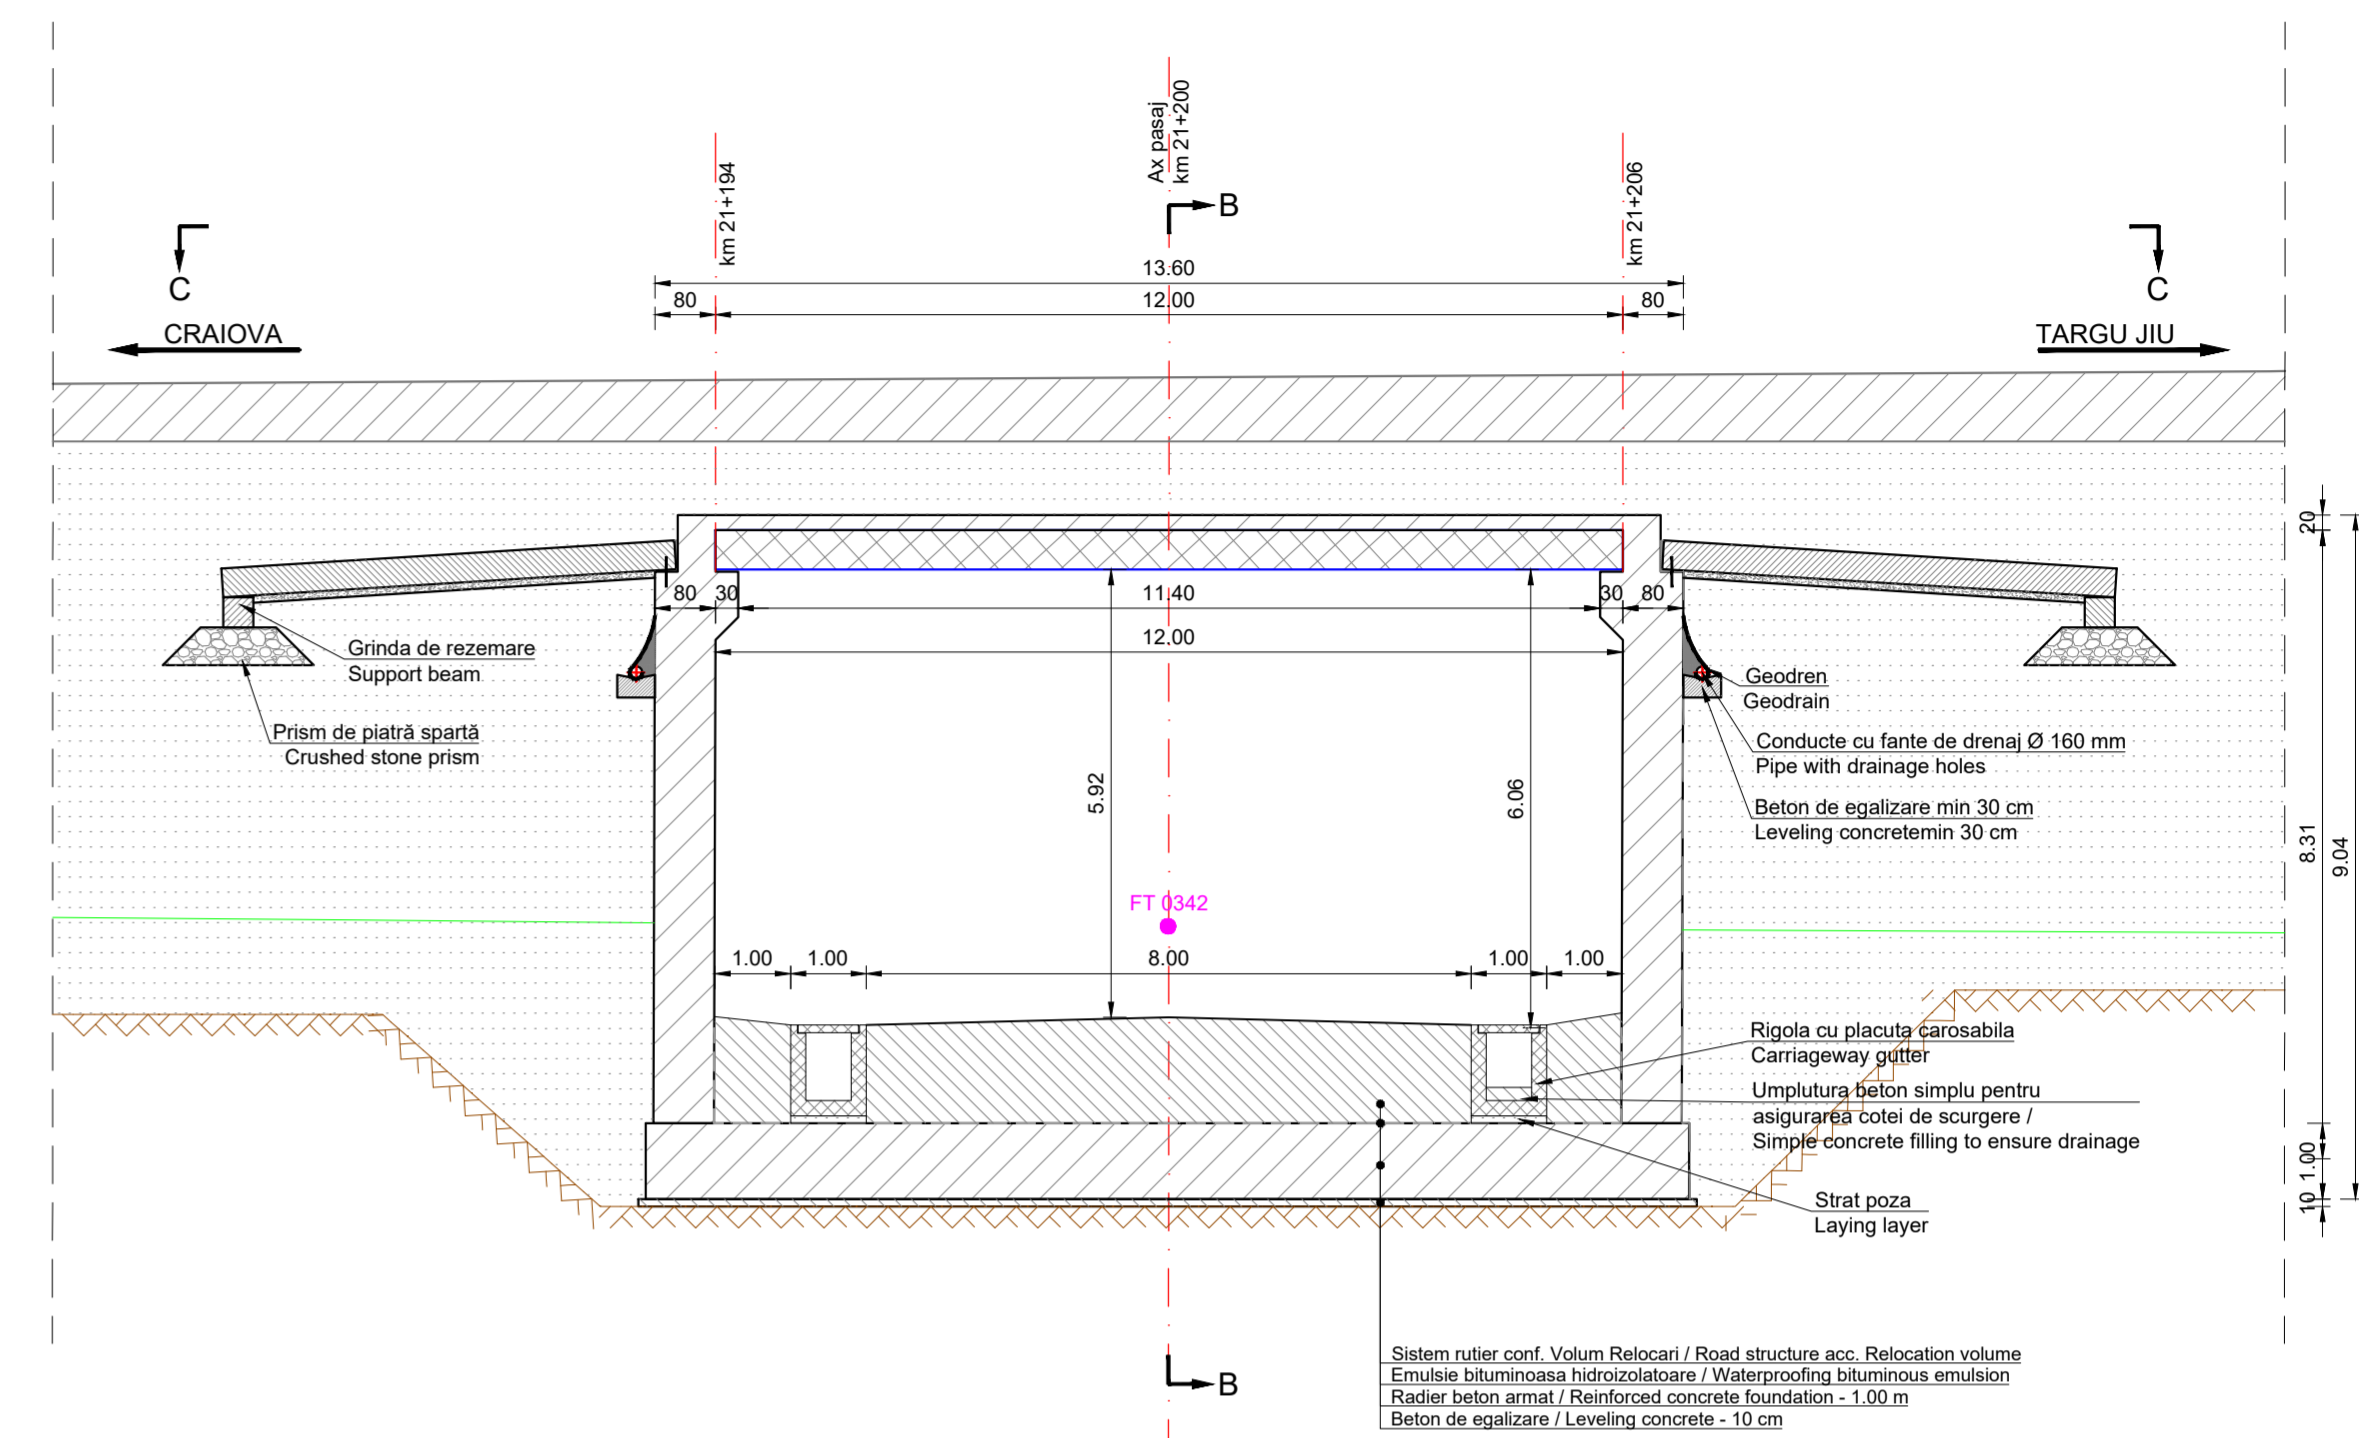 Ax pasaj
km 21+200
km 21+194
km 21+206
B
C
C
13.60
80
12.00
80
CRAIOVA
TARGU JIU
20
80
30
11.40
30
80
12.00
Grinda de rezemare
Support beam
Prism de piatră spartă
Crushed stone prism
Geodren
Geodrain
Conducte cu fante de drenaj Ø 160 mm
Pipe with drainage holes
Beton de egalizare min 30 cm
Leveling concretemin 30 cm
5.92
6.06
8.31
9.04
FT 0342
1.00
1.00
8.00
1.00
1.00
Rigola cu placuta carosabila
Carriageway gutter
Umplutura beton simplu pentru
asigurarea cotei de scurgere /
Simple concrete filling to ensure drainage
1.00
10
Strat poza
Laying layer
B
Sistem rutier conf. Volum Relocari / Road structure acc. Relocation volume
Emulsie bituminoasa hidroizolatoare / Waterproofing bituminous emulsion
Radier beton armat / Reinforced concrete foundation - 1.00 m
Beton de egalizare / Leveling concrete - 10 cm